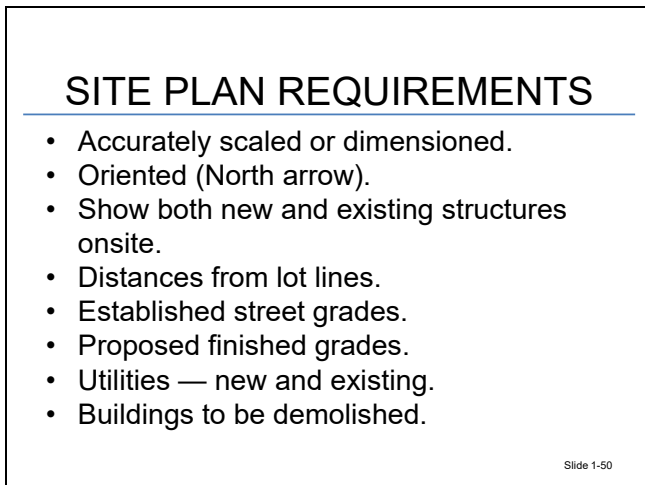 SITE PLAN REQUIREMENTS
• Accurately scaled or dimensioned.
• Oriented (North arrow).
• Show both new and existing structures
onsite.
• Distances from lot lines.
• Established street grades.
• Proposed finished grades.
• Utilities — new and existing.
• Buildings to be demolished.
Slide 1-50